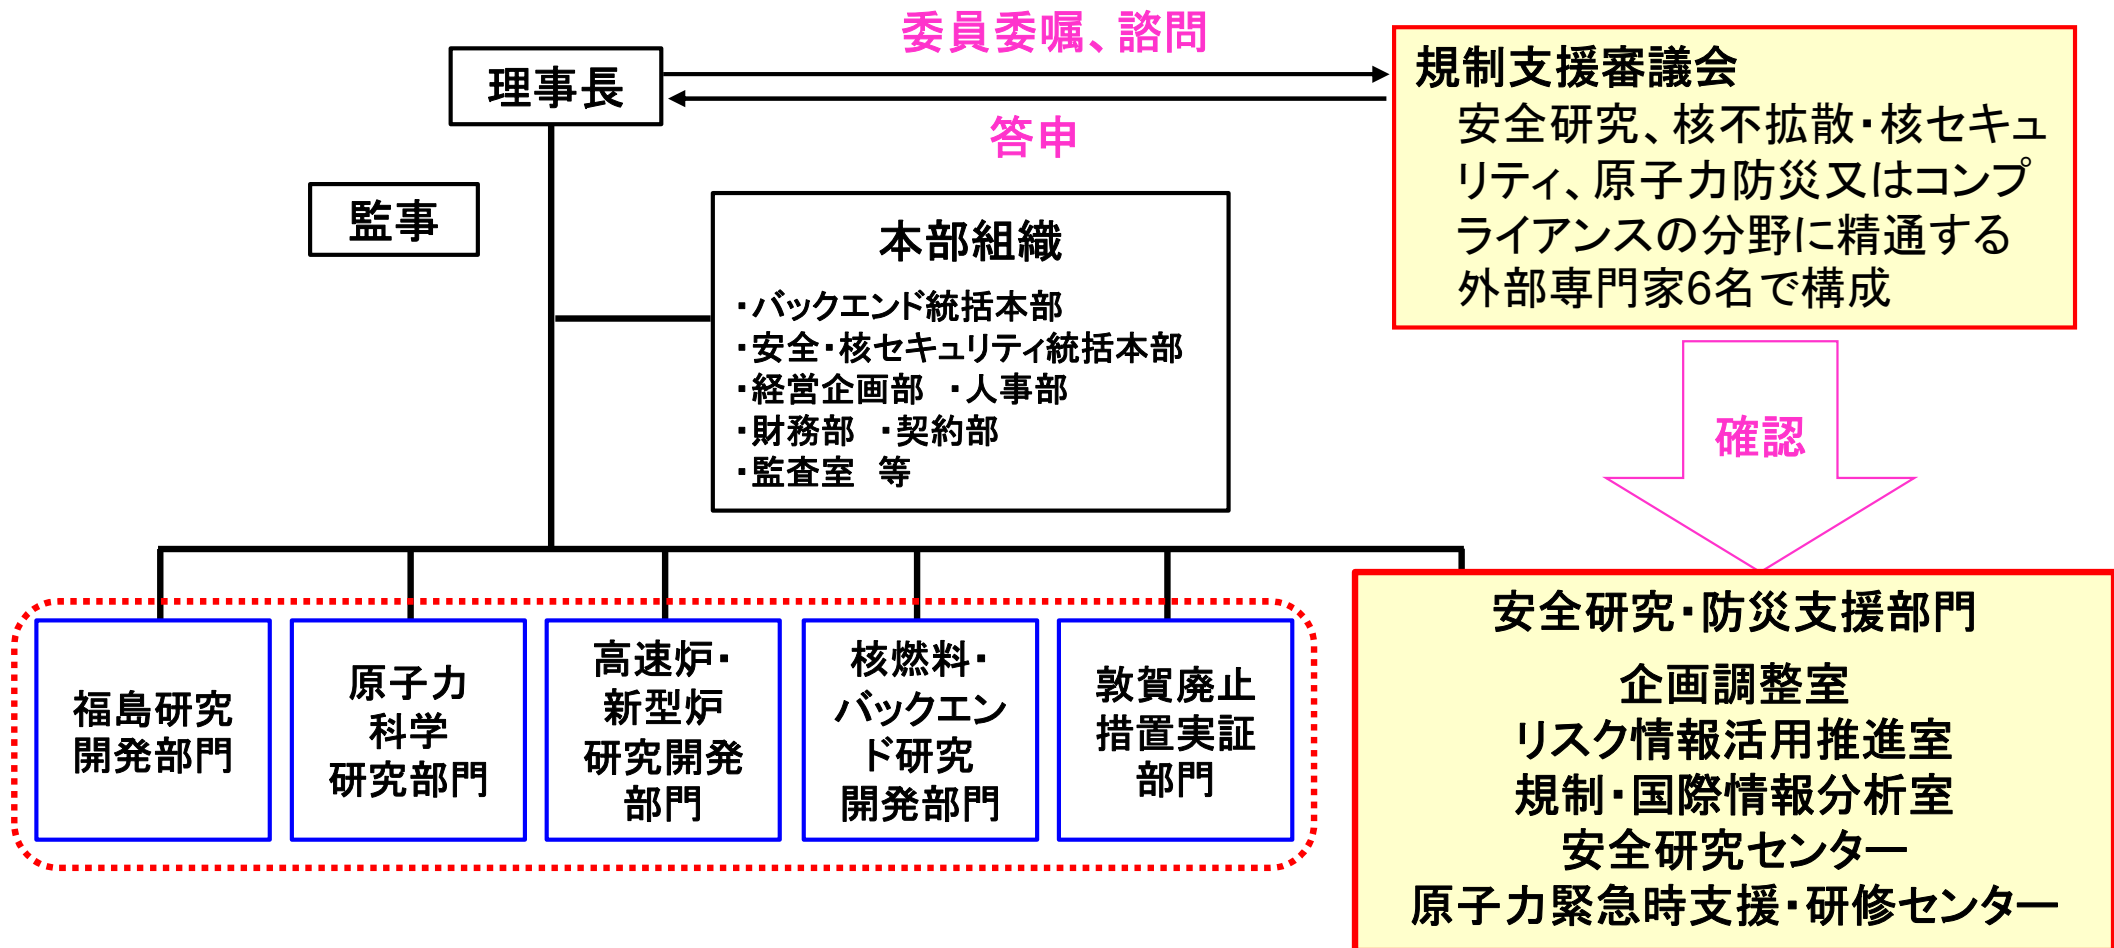 委員委嘱、諮問
理事長
答申
監事
規制支援審議会
安全研究、核不拡散・核セキュ
リティ、原子力防災又はコンプ
ライアンスの分野に精通する
外部専門家6名で構成
本部組織
・バックエンド統括本部
・安全・核セキュリティ統括本部
・経営企画部　・人事部
・財務部　・契約部
・監査室　等
確認
福島研究
開発部門
原子力
科学
研究部門
高速炉・
新型炉
研究開発
部門
核燃料・
バックエン
ド研究
開発部門
敦賀廃止
措置実証
部門
安全研究・防災支援部門
企画調整室
リスク情報活用推進室
規制・国際情報分析室
安全研究センター
原子力緊急時支援・研修センター